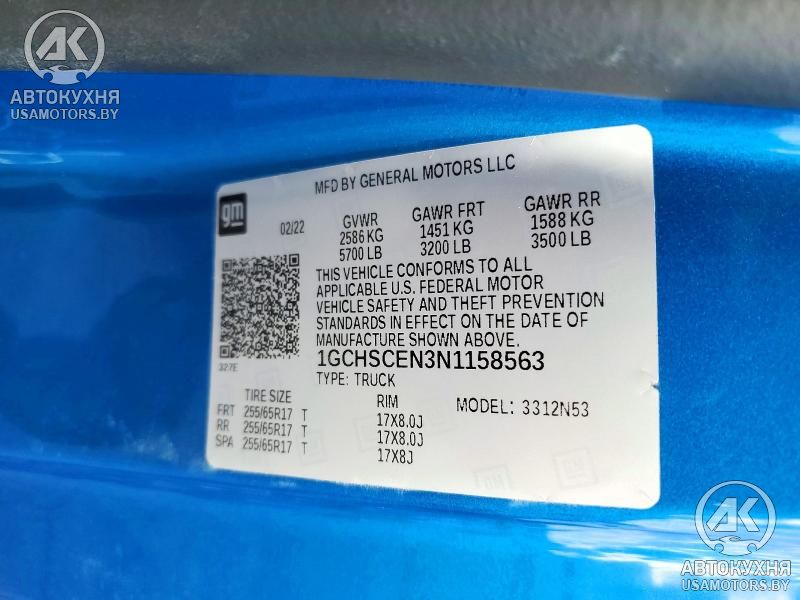 АК
АВТОКУХНЯ
USAMOTORS.BY
MFD BY GENERAL MOTORS LLC
gm
02/22
GVWR GAWR FRT GAWR RR
2586 KG 1451 KG 1588 KG
5700 LB 3200 LB 3500 LB
THIS VEHICLE CONFORMS TO ALL
APPLICABLE U.S. FEDERAL MOTOR
VEHICLE SAFETY AND THEFT PREVENTION
STANDARDS IN EFFECT ON THE DATE OF
MANUFACTURE SHOWN ABOVE.
327E
1GCHSCEN3N1158563
TYPE: TRUCK
TIRE SIZE RIM MODEL: 3312N53
FRT 255/65R17 T 17X8.0J
RR 255/65R17 T 17X8.0J
SPA 255/65R17 T 17X8J
АК
АВТОКУХНЯ
USAMOTORS.BY